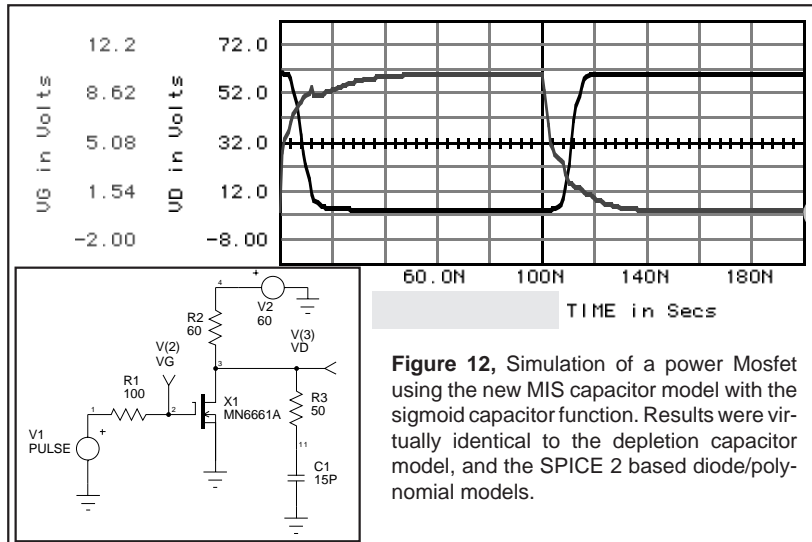 12.2 72.0
8.62 52.0
5.08 32.0
1.54 12.0
-2.00 -8.00
VG in Volts
VD in Volts
60.0N 100N 140N 180N
TIME in Secs
4
V2
60
R2
60
V(3)
VD
3
V(2)
VG
R1
100
X1
MN6661A
R3
50
1
2
V1
PULSE
11
C1
15P
Figure 12, Simulation of a power Mosfet
using the new MIS capacitor model with the
sigmoid capacitor function. Results were vir-
tually identical to the depletion capacitor
model, and the SPICE 2 based diode/poly-
nomial models.